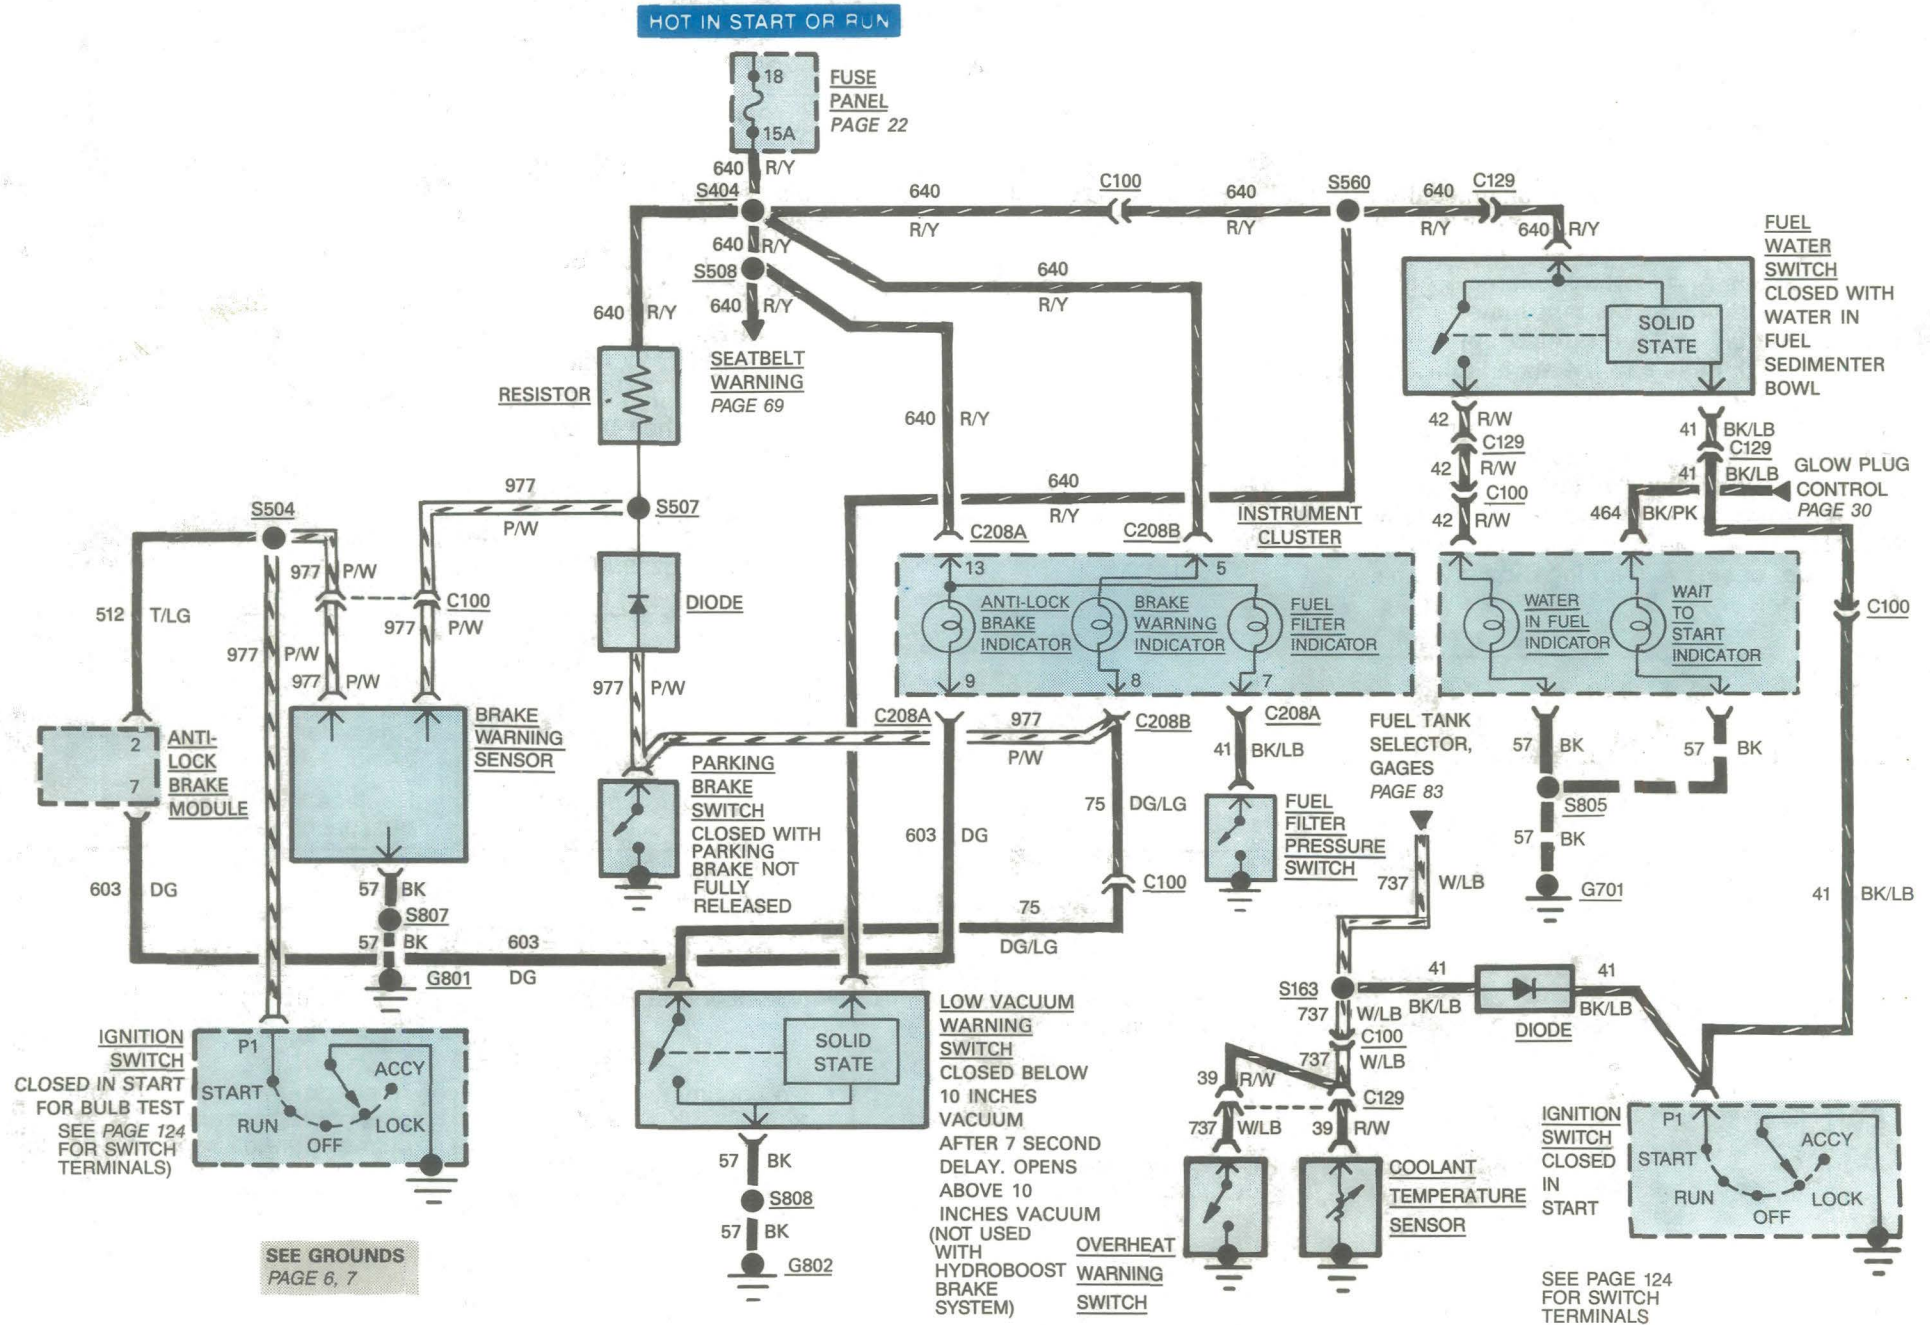 HOT IN START OR RUN
18
15A
FUSE
PANEL
PAGE 22
640 R/Y
S404
640
R/Y
C100
640
R/Y
S560
640
R/Y
C129
640 R/Y
640 R/Y
S508
640 R/Y
SEATBELT
WARNING
PAGE 69
640 R/Y
RESISTOR
640
R/Y
640 R/Y
640
R/Y
FUEL
WATER
SWITCH
CLOSED WITH
WATER IN
FUEL
SEDIMENTER
BOWL
SOLID
STATE
42 R/W
C129
42 R/W
C100
42 R/W
41 BK/LB
C129
41 BK/LB
GLOW PLUG
CONTROL
PAGE 30
464 BK/PK
S504
977
P/W
S507
977 P/W
C100
977 P/W
512 T/LG
977 P/W
977 P/W
DIODE
977 P/W
C208A
C208B
INSTRUMENT
CLUSTER
13
5
ANTI-LOCK
BRAKE
INDICATOR
BRAKE
WARNING
INDICATOR
FUEL
FILTER
INDICATOR
9
8
7
C208A
C208B
C208A
WATER
IN FUEL
INDICATOR
WAIT
TO
START
INDICATOR
C100
2
7
ANTI-
LOCK
BRAKE
MODULE
BRAKE
WARNING
SENSOR
977
P/W
PARKING
BRAKE
SWITCH
CLOSED WITH
PARKING
BRAKE NOT
FULLY
RELEASED
41 BK/LB
FUEL
FILTER
PRESSURE
SWITCH
FUEL TANK
SELECTOR,
GAGES
PAGE 83
737 W/LB
57 BK
57 BK
S805
57 BK
G701
603 DG
57 BK
S807
57 BK
G801
603
DG
603 DG
75 DG/LG
C100
75
DG/LG
41 BK/LB
S163
41
BK/LB
DIODE
41
BK/LB
737 W/LB
C100
737 W/LB
39 R/W
C129
737 W/LB
39 R/W
IGNITION
SWITCH
CLOSED IN START
FOR BULB TEST
SEE PAGE 124
FOR SWITCH
TERMINALS)
P1
START
RUN
OFF
LOCK
ACCY
SOLID
STATE
LOW VACUUM
WARNING
SWITCH
CLOSED BELOW
10 INCHES
VACUUM
AFTER 7 SECOND
DELAY. OPENS
ABOVE 10
INCHES VACUUM
(NOT USED
WITH
HYDROBOOST
BRAKE
SYSTEM)
57 BK
S808
57 BK
G802
OVERHEAT
WARNING
SWITCH
COOLANT
TEMPERATURE
SENSOR
IGNITION
SWITCH
CLOSED
IN
START
P1
START
RUN
OFF
LOCK
ACCY
SEE PAGE 124
FOR SWITCH
TERMINALS
SEE GROUNDS
PAGE 6, 7